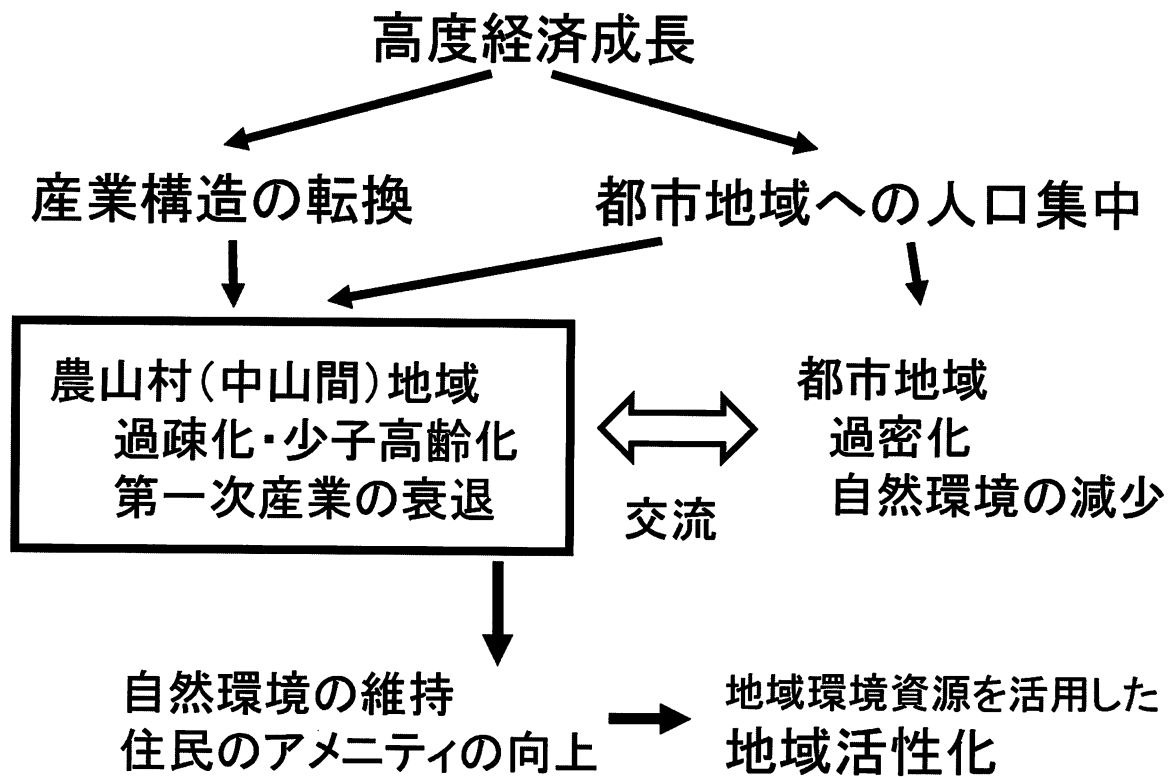 高度経済成長
産業構造の転換
都市地域への人口集中
農山村(中山間)地域
過疎化・少子高齢化
第一次産業の衰退
交流
都市地域
過密化
自然環境の減少
自然環境の維持
住民のアメニティの向上
地域環境資源を活用した
地域活性化